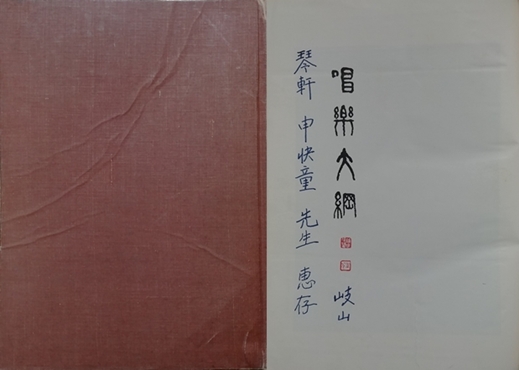 唱樂大綱
岐山
琴軒 申快童 先生 惠存